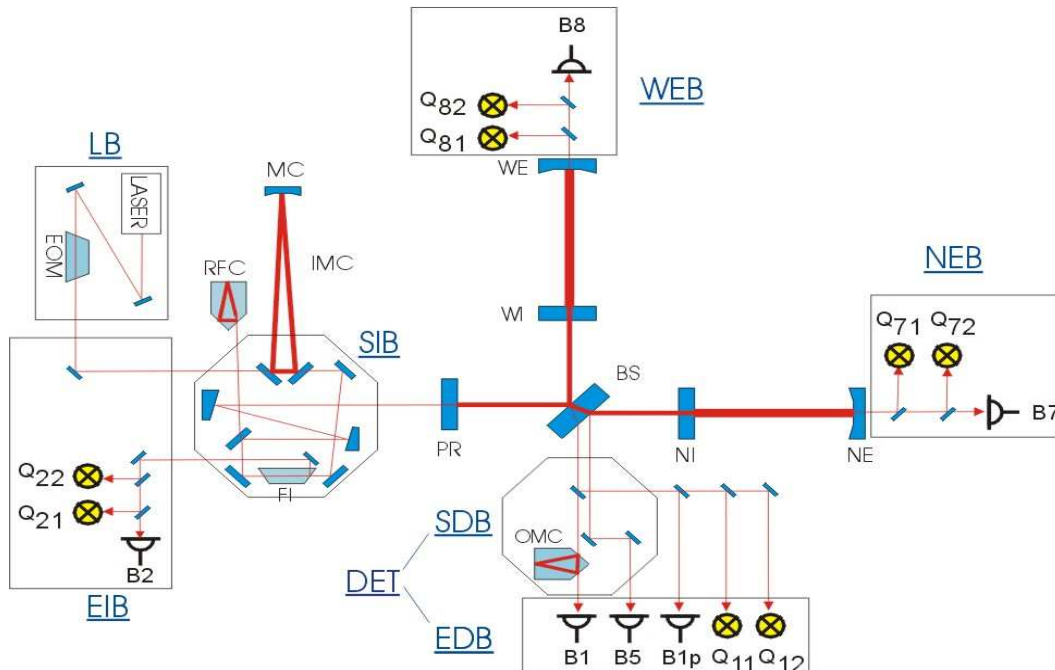 B8
Q82
Q81
WEB
LB
WE
MC
LASER
EOM
RFC
IMC
NEB
WI
SIB
Q71
Q72
BS
B7
PR
NI
NE
Q22
FI
SDB
Q21
OMC
B2
DET
EIB
EDB
B1
B5
B1p
Q11
Q12